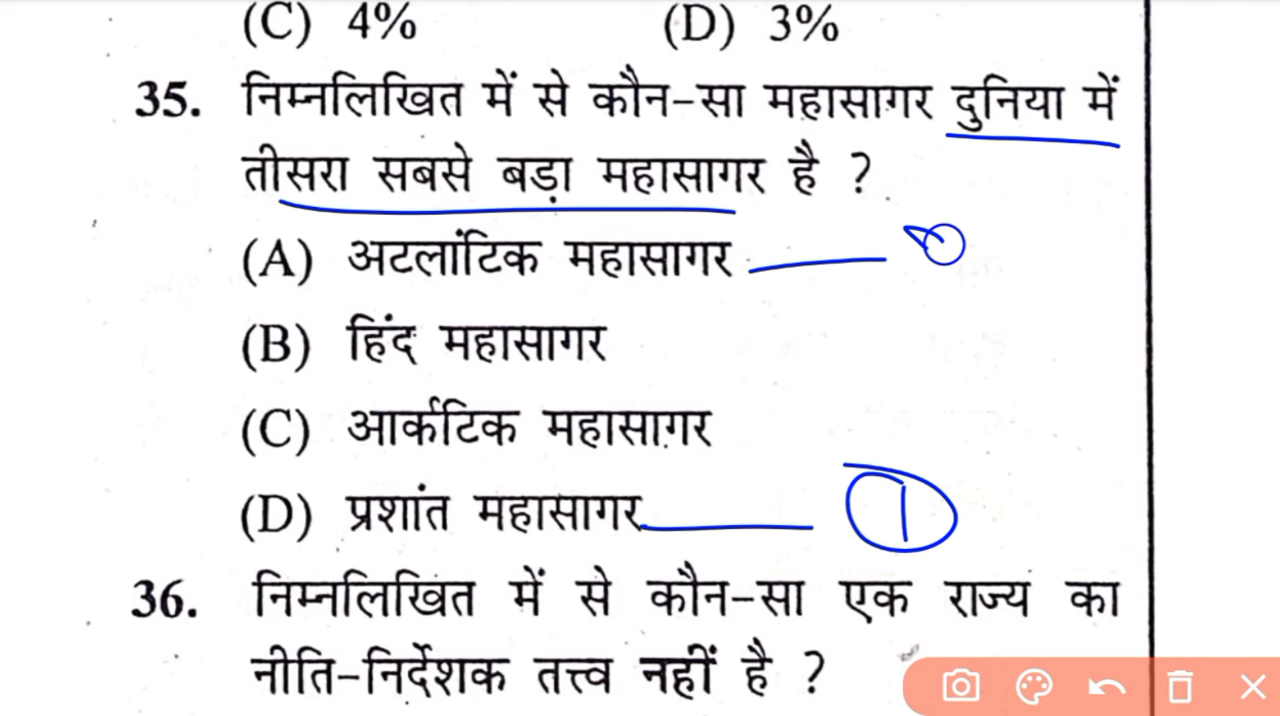 (C) 4% (D) 3%
35. निम्नलिखित में से कौन-सा महासागर दुनिया में
तीसरा सबसे बड़ा महासागर है ?
(A) अटलांटिक महासागर
(B) हिंद महासागर
(C) आर्कटिक महासागर
(D) प्रशांत महासागर 1
36. निम्नलिखित में से कौन-सा एक राज्य का
नीति-निर्देशक तत्त्व नहीं है ?